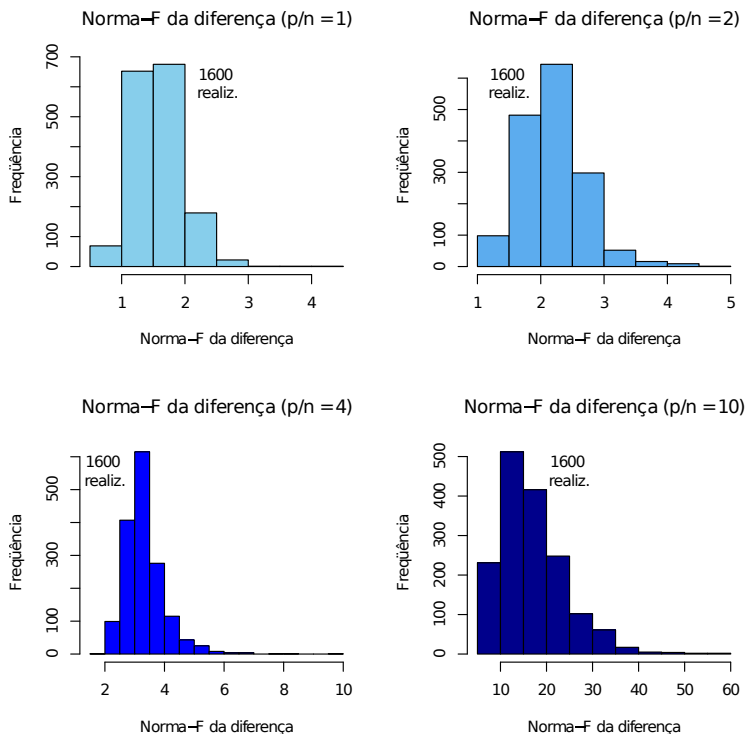 Norma−F da diferença (p/n = 1)
700
500
300
100
0
Freqüência
1600
realiz.
1 2 3 4
Norma−F da diferença
Norma−F da diferença (p/n = 2)
500
300
100
0
Freqüência
1600
realiz.
1 2 3 4 5
Norma−F da diferença
Norma−F da diferença (p/n = 4)
500
300
100
0
Freqüência
1600
realiz.
2 4 6 8 10
Norma−F da diferença
Norma−F da diferença (p/n = 10)
500
400
300
200
100
0
Freqüência
1600
realiz.
10 20 30 40 50 60
Norma−F da diferença